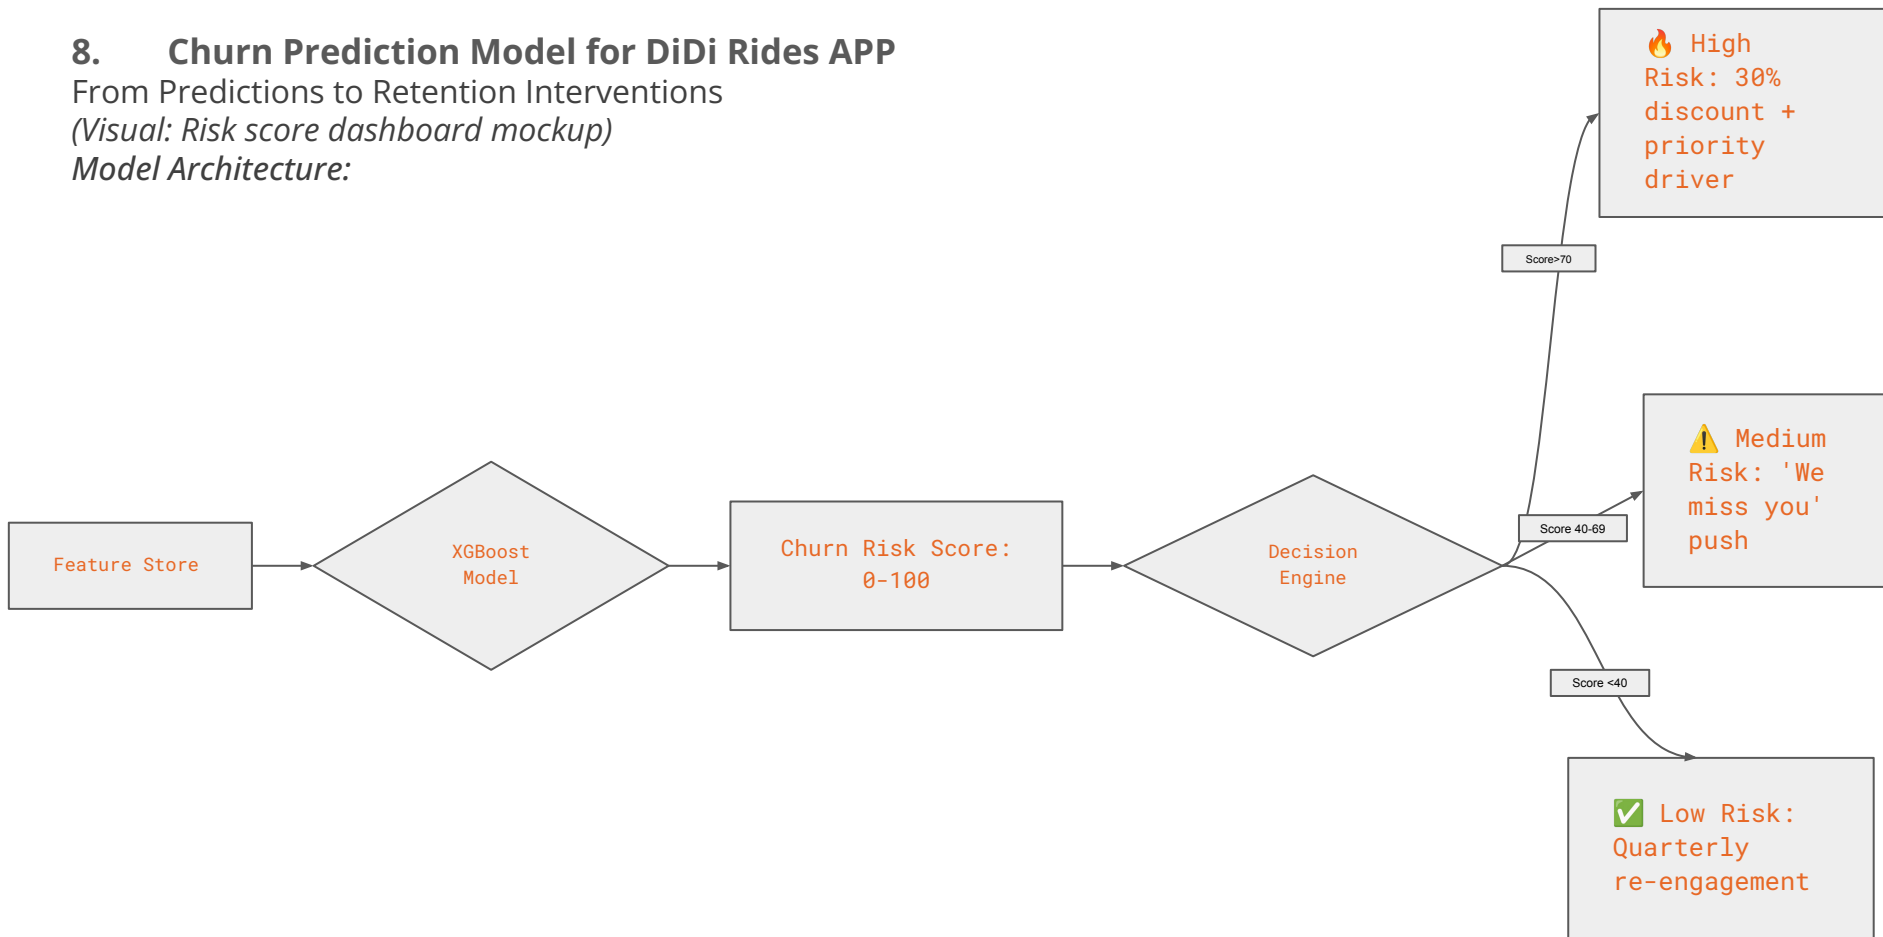 8. Churn Prediction Model for DiDi Rides APP
From Predictions to Retention Interventions
(Visual: Risk score dashboard mockup)
Model Architecture:
Feature Store
XGBoost
Model
Churn Risk Score:
0-100
Decision
Engine
Score>70
🔥 High
Risk: 30%
discount +
priority
driver
Score 40-69
⚠️ Medium
Risk: 'We
miss you'
push
Score <40
✅ Low Risk:
Quarterly
re-engagement